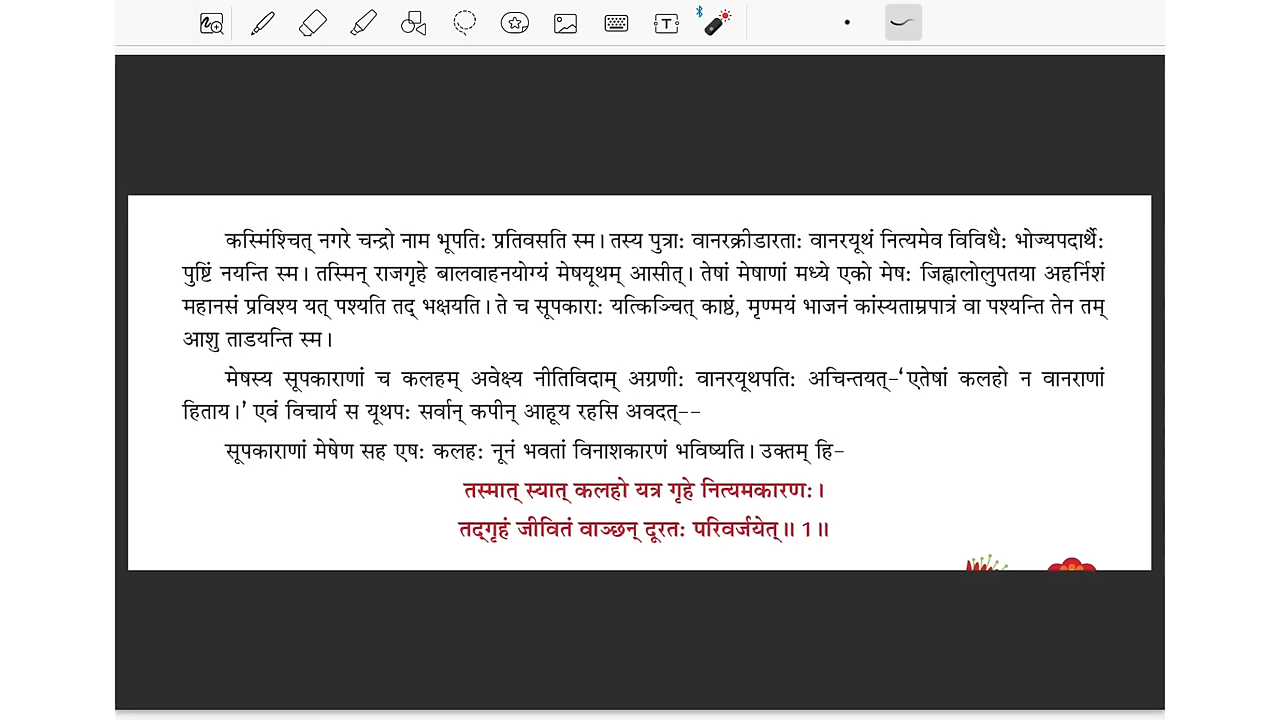 कस्मिंश्चित् नगरे चन्द्रो नाम भूपतिः प्रतिवसति स्म। तस्य पुत्राः वानरक्रीडारताः वानरयूथं नित्यमेव विविधैः भोज्यपदार्थैः
पुष्टिं नयन्ति स्म। तस्मिन् राजगृहे बालवाहनयोग्यं मेषयूथम् आसीत्। तेषां मेषाणां मध्ये एको मेषः जिह्वालोलुपतया अहर्निशं
महानसं प्रविश्य यत् पश्यति तद् भक्षयति। ते च सूपकाराः यत्किञ्चित् काष्ठं, मृण्मयं भाजनं कांस्यताम्रपात्रं वा पश्यन्ति तेन तम्
आशु ताडयन्ति स्म।
मेषस्य सूपकाराणां च कलहम् अवेक्ष्य नीतिविदाम् अग्रणीः वानरयूथपतिः अचिन्तयत्-‘एतेषां कलहो न वानराणां
हिताय।’ एवं विचार्य स यूथपः सर्वान् कपीन् आहूय रहसि अवदत्--
सूपकाराणां मेषेण सह एषः कलहः नूनं भवतां विनाशकारणं भविष्यति। उक्तम् हि-
तस्मात् स्यात् कलहो यत्र गृहे नित्यमकारणः।
तद्गृहं जीवितं वाञ्छन् दूरतः परिवर्जयेत्॥ 1॥